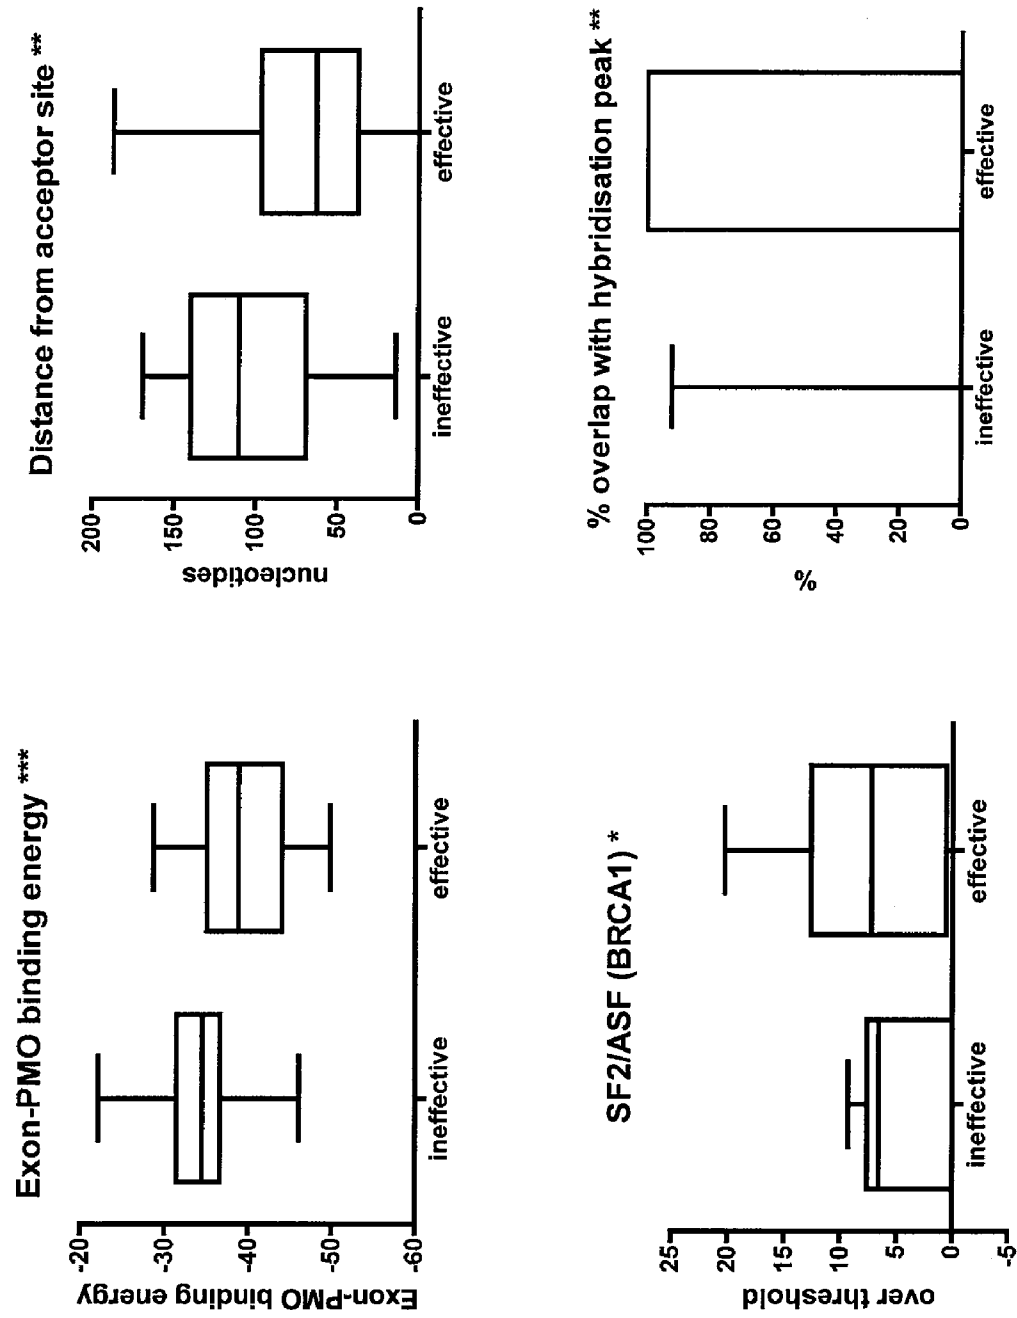 Exon-PMO binding energy ***
Exon-PMO binding energy
-20
-30
-40
-50
-60
ineffective
effective
Distance from acceptor site **
nucleotides
200
150
100
50
0
ineffective
effective
SF2/ASF (BRCA1) *
over threshold
25
20
15
10
5
0
-5
ineffective
effective
% overlap with hybridisation peak **
%
100
80
60
40
20
0
ineffective
effective